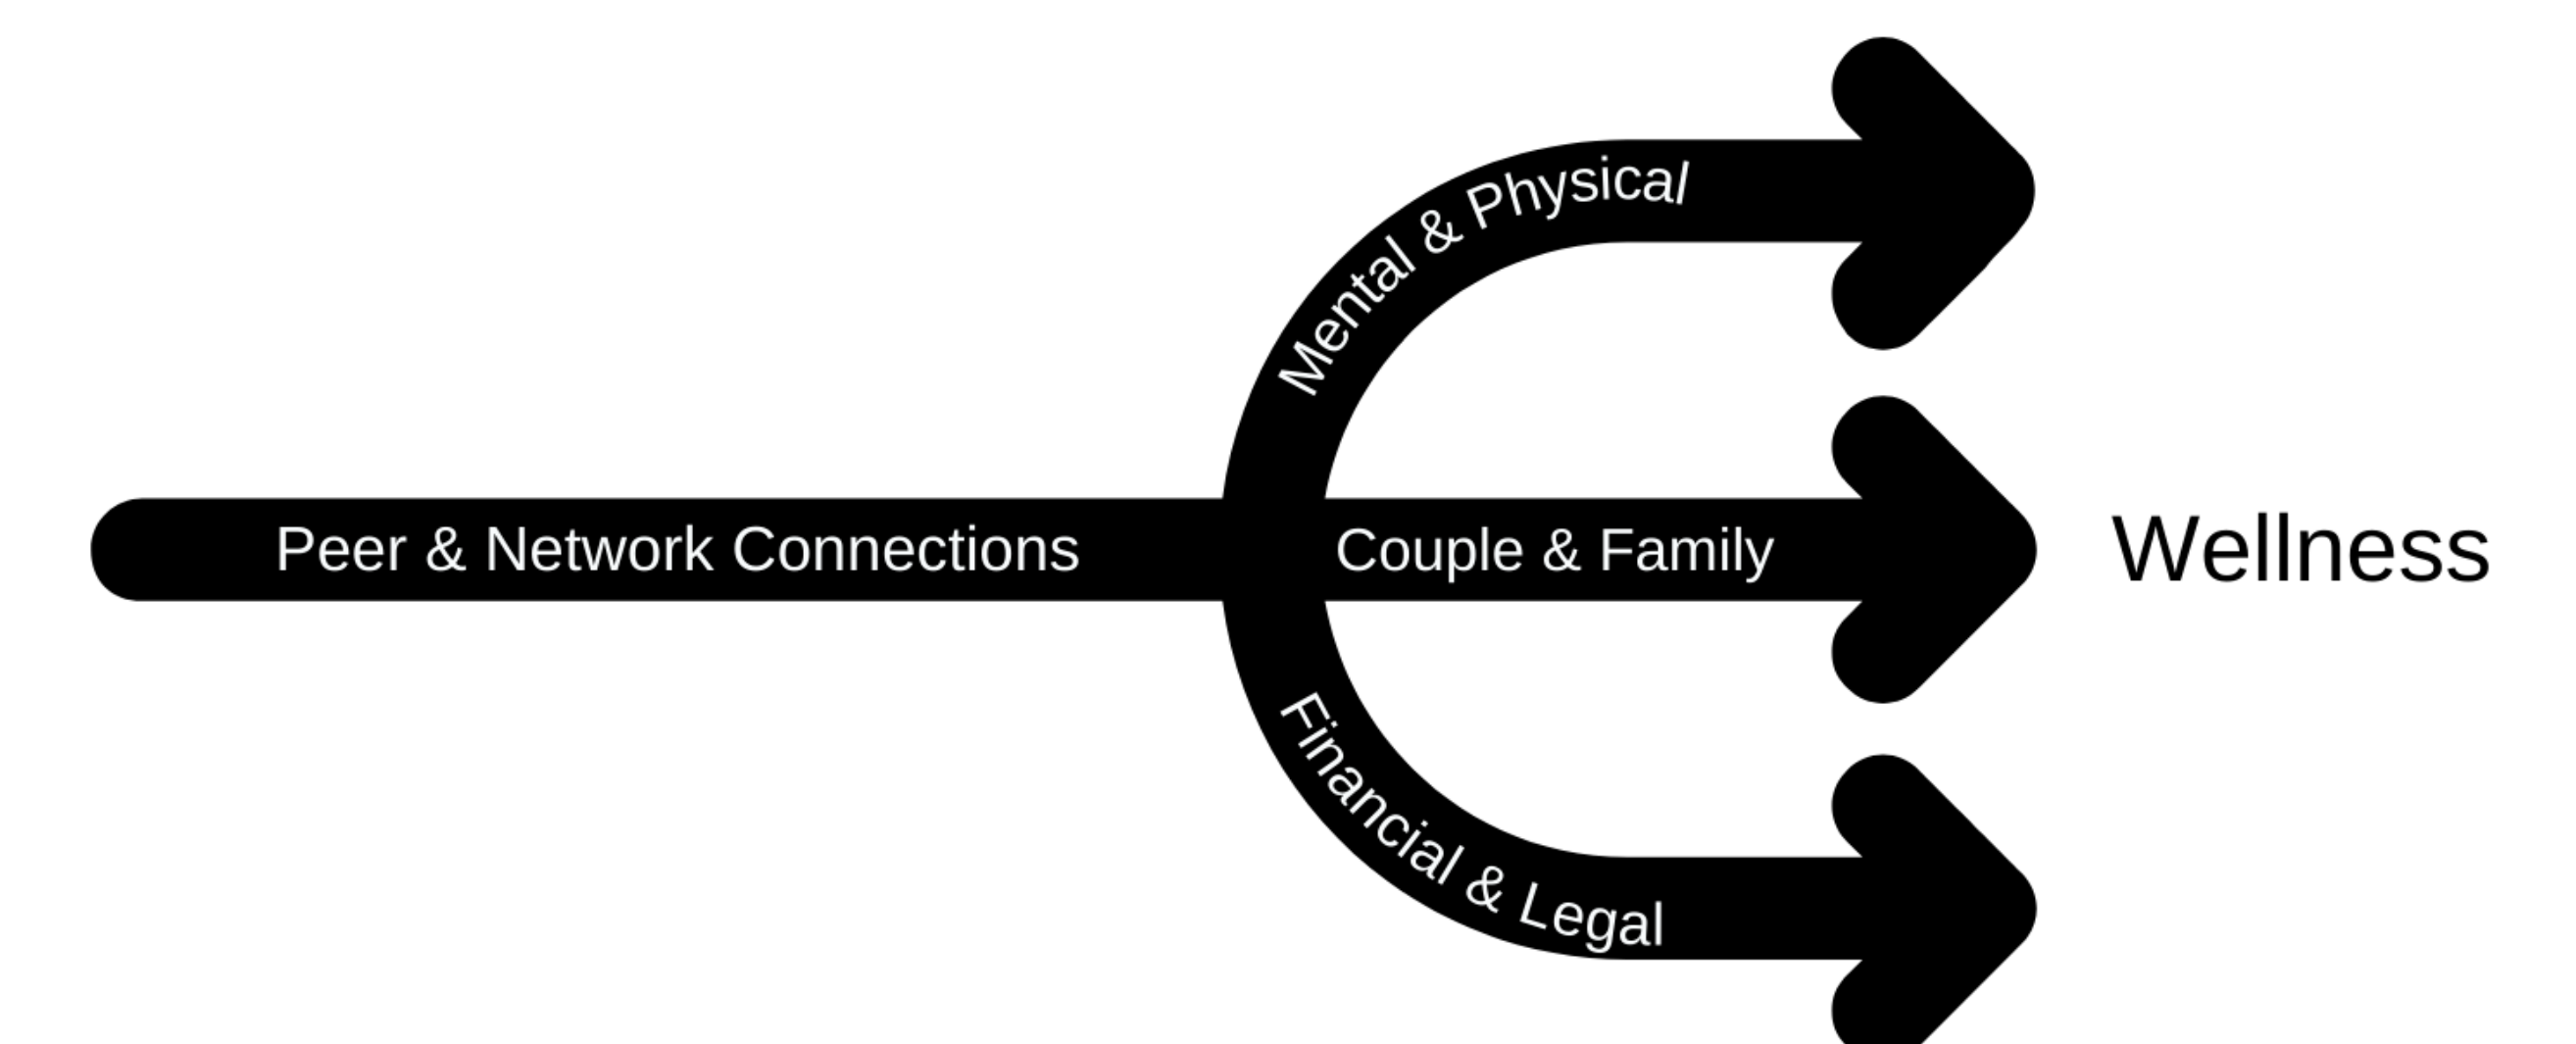 Mental & Physical
Peer & Network Connections
Couple & Family
Wellness
Financial & Legal